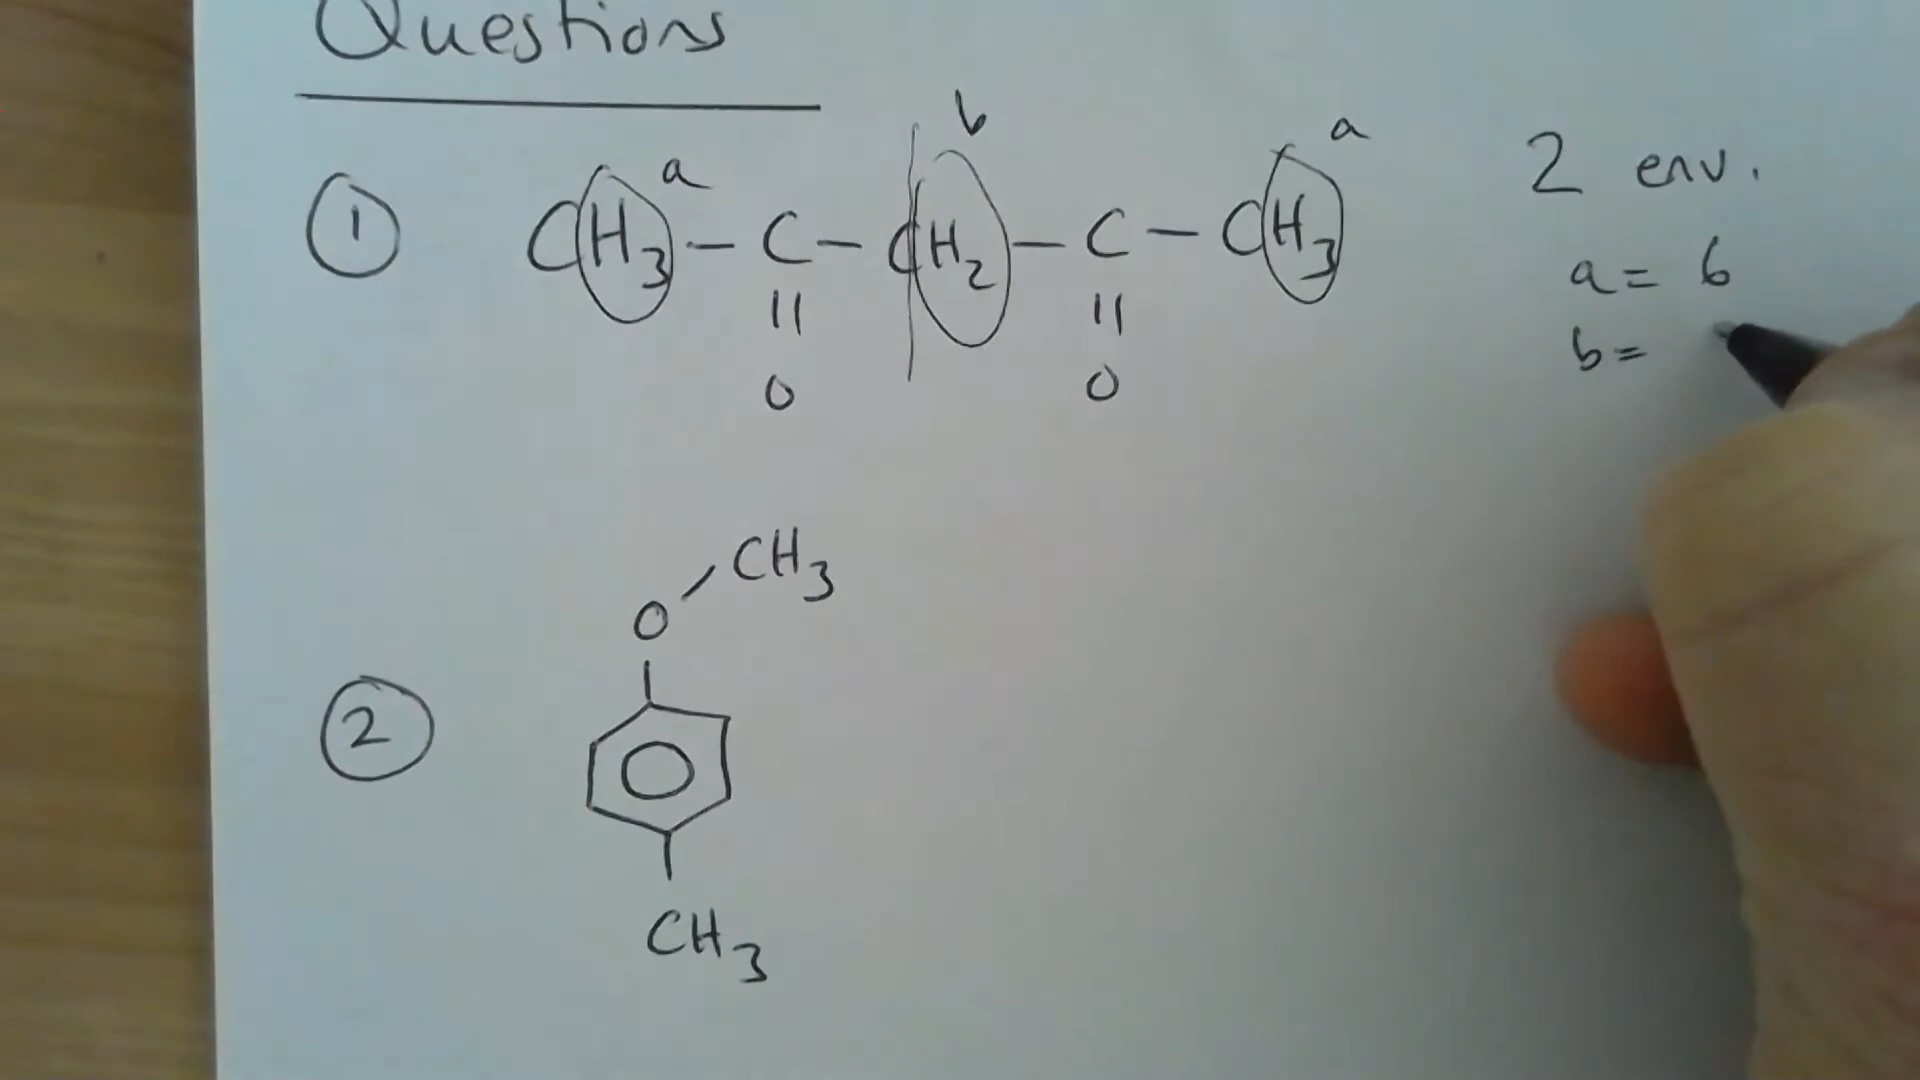 Questions
① CH3 a - C - CH2 b - C - CH3 a
O O
2 env.
a = 6
b =
② O CH3
CH3